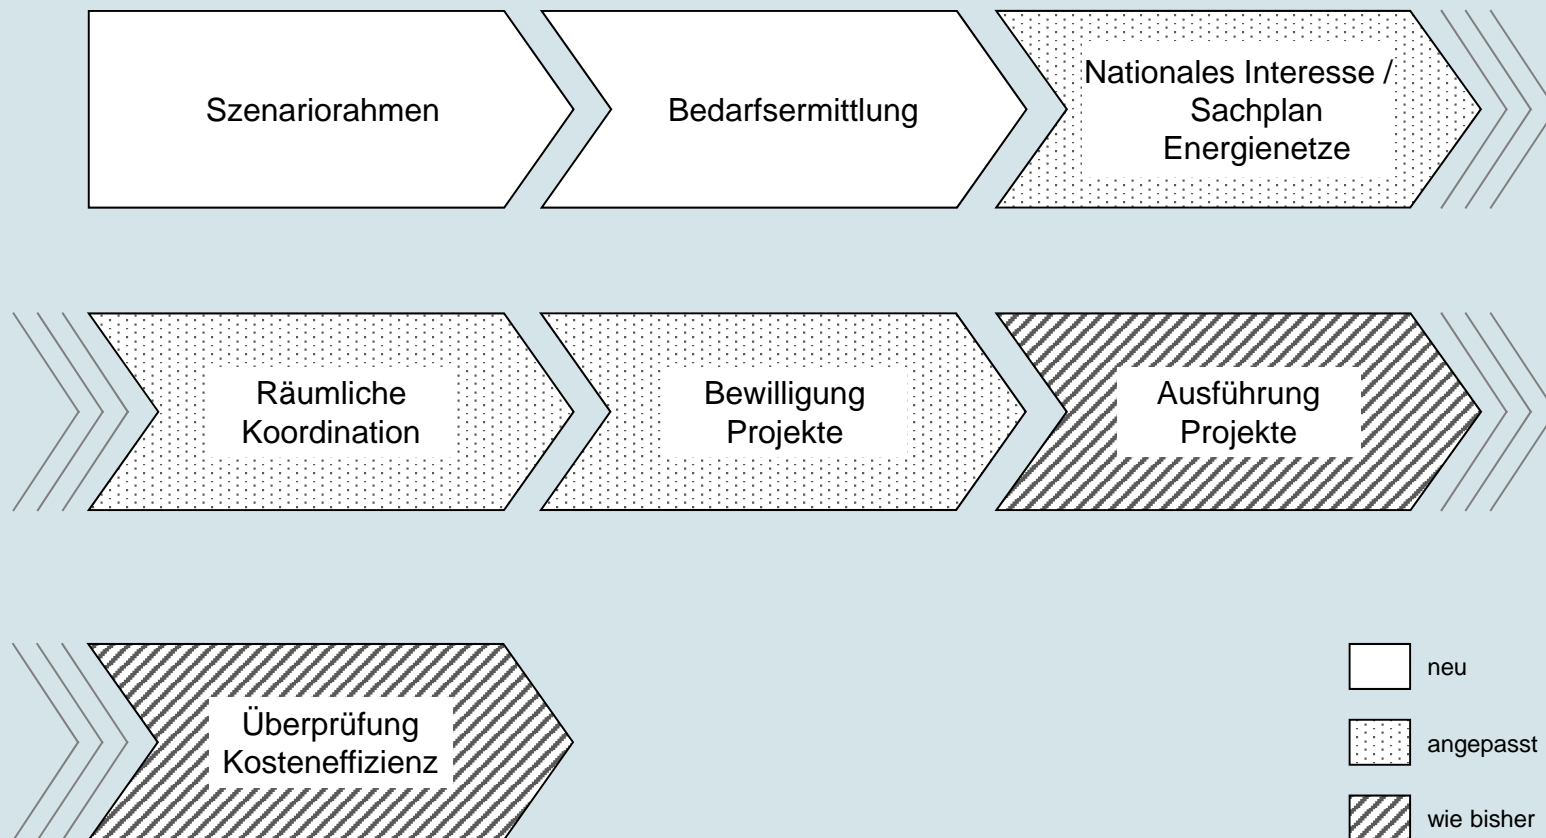 Szenariorahmen
Bedarfsermittlung
Nationales Interesse /
Sachplan
Energienetze
Räumliche
Koordination
Bewilligung
Projekte
Ausführung
Projekte
Überprüfung
Kosteneffizienz
neu
angepasst
wie bisher